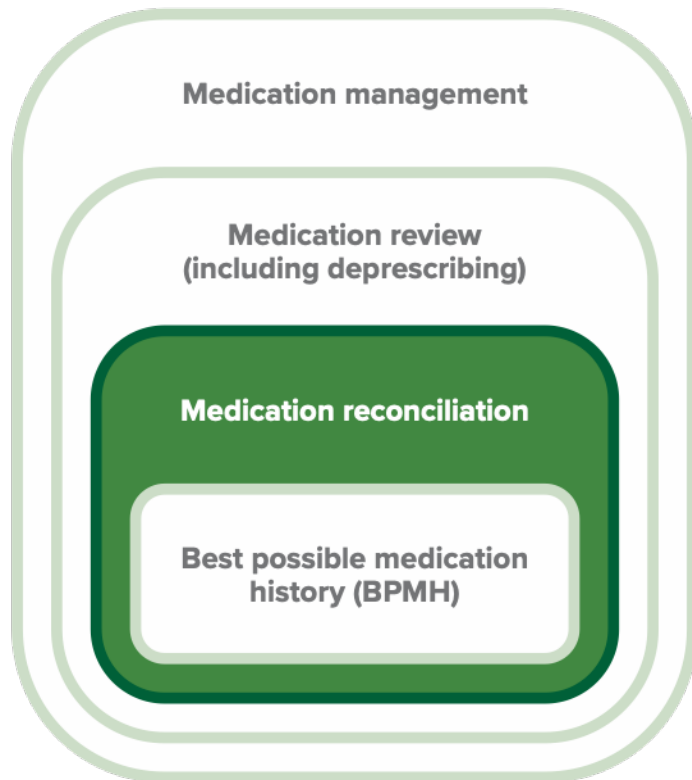 Medication management
Medication review
(including deprescribing)
Medication reconciliation
Best possible medication
history (BPMH)